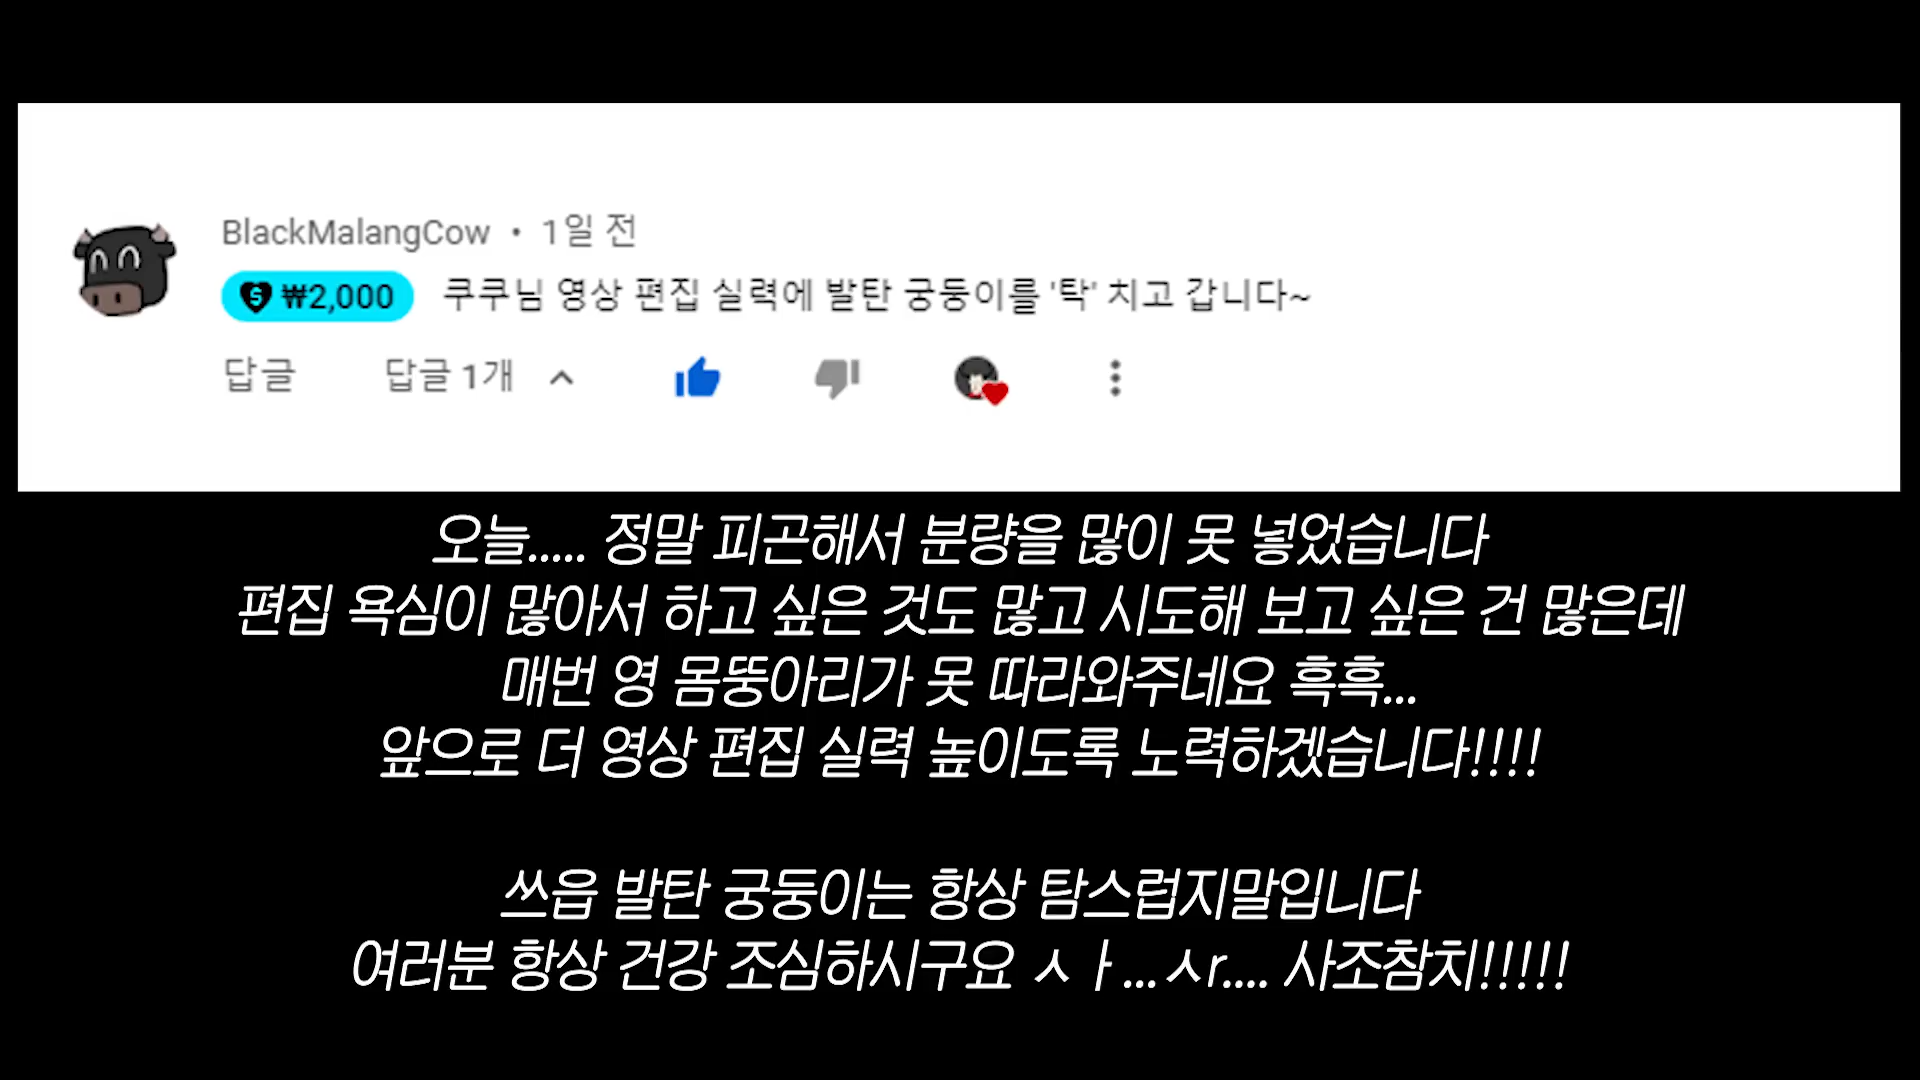 BlackMalangCow • 1일 전
₩2,000 쿠쿠님 영상 편집 실력에 발탄 궁둥이를 '탁' 치고 갑니다~
답글 답글 1개
오늘..... 정말 피곤해서 분량을 많이 못 넣었습니다
편집 욕심이 많아서 하고 싶은 것도 많고 시도해 보고 싶은 건 많은데
매번 영 몸뚱아리가 못 따라와주네요 흑흑...
앞으로 더 영상 편집 실력 높이도록 노력하겠습니다!!!!
쓰읍 발탄 궁둥이는 항상 탐스럽지말입니다
여러분 항상 건강 조심하시구요 ㅅㅏ...ㅅr.... 사조참치!!!!!